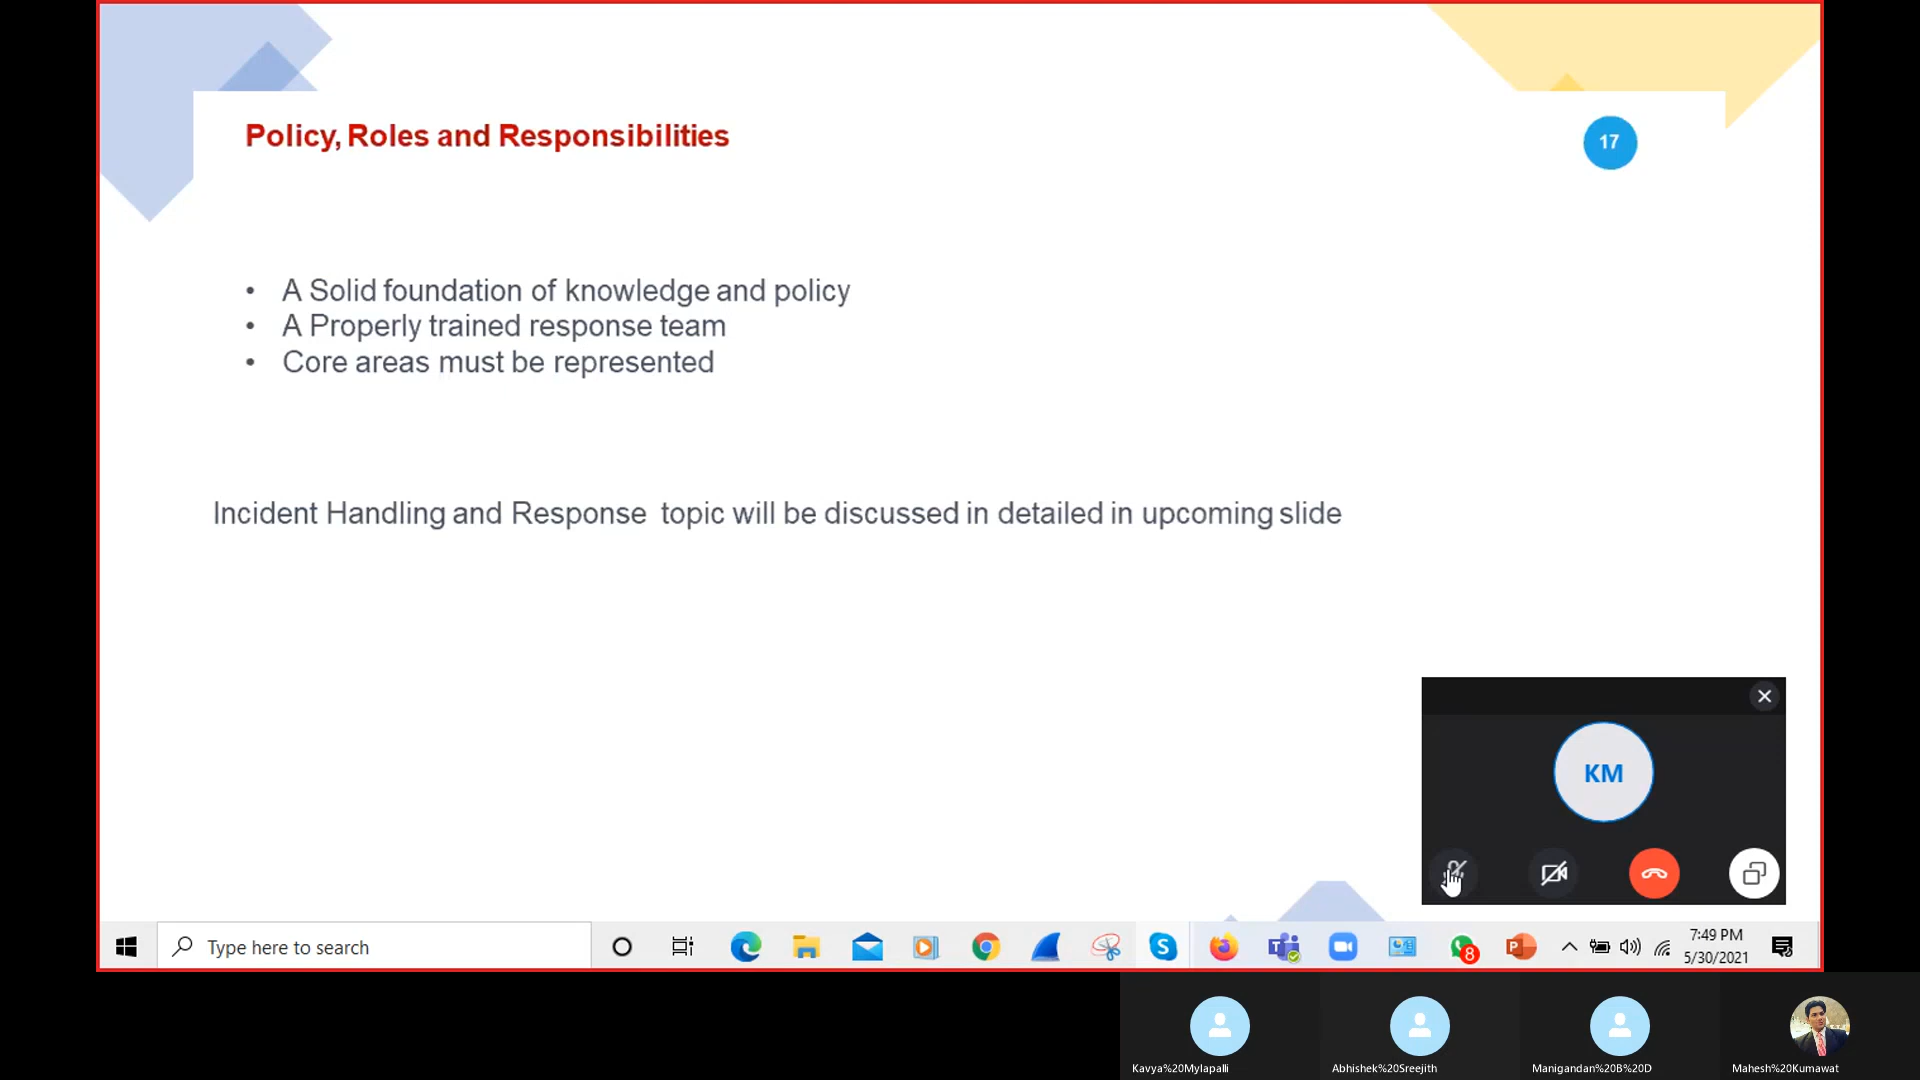 Policy, Roles and Responsibilities
17
• A Solid foundation of knowledge and policy
• A Properly trained response team
• Core areas must be represented
Incident Handling and Response topic will be discussed in detailed in upcoming slide
KM
Type here to search
8
7:49 PM
5/30/2021
Kavya%20Mylapalli
Abhishek%20Sreejith
Manigandan%20B%20D
Mahesh%20Kumawat